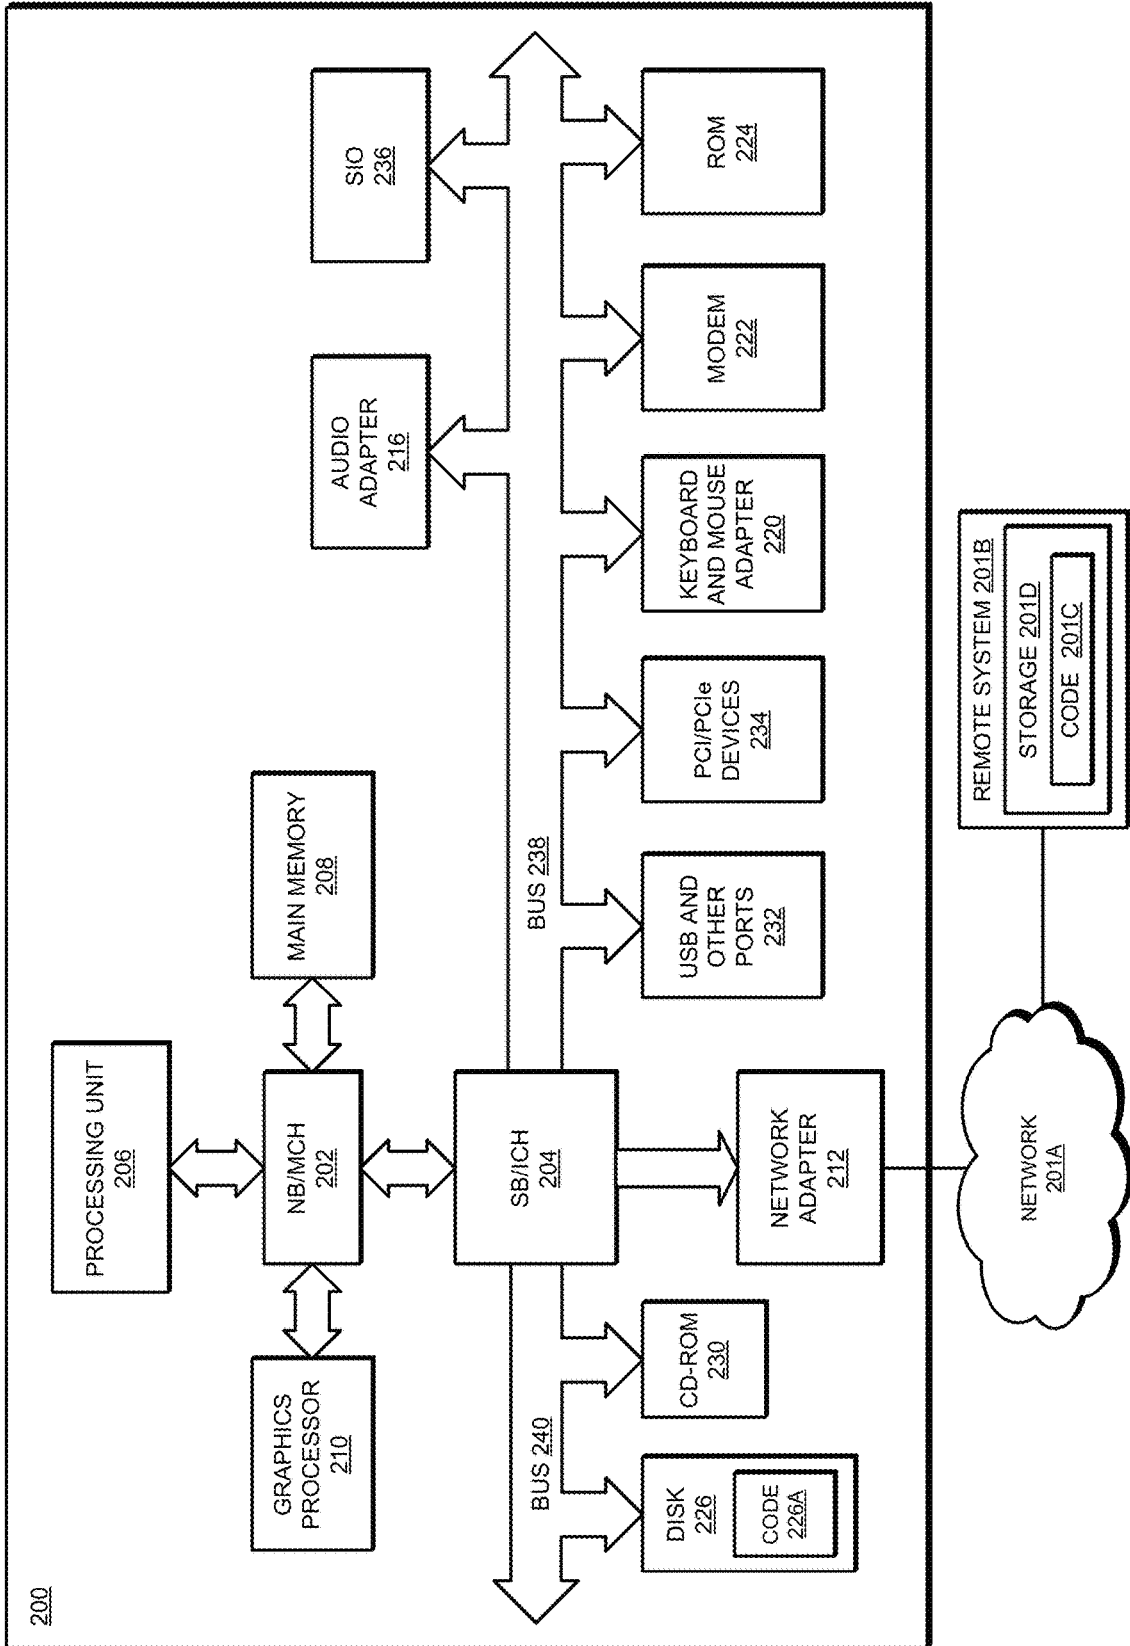 200
PROCESSING UNIT
206
GRAPHICS
PROCESSOR
210
NB/MCH
202
MAIN MEMORY
208
AUDIO
ADAPTER
216
SIO
236
BUS 240
SB/ICH
204
BUS 238
DISK
226
CODE
226A
CD-ROM
230
NETWORK
ADAPTER
212
USB AND
OTHER
PORTS
232
PCI/PCIe
DEVICES
234
KEYBOARD
AND MOUSE
ADAPTER
220
MODEM
222
ROM
224
NETWORK
201A
REMOTE SYSTEM 201B
STORAGE 201D
CODE 201C